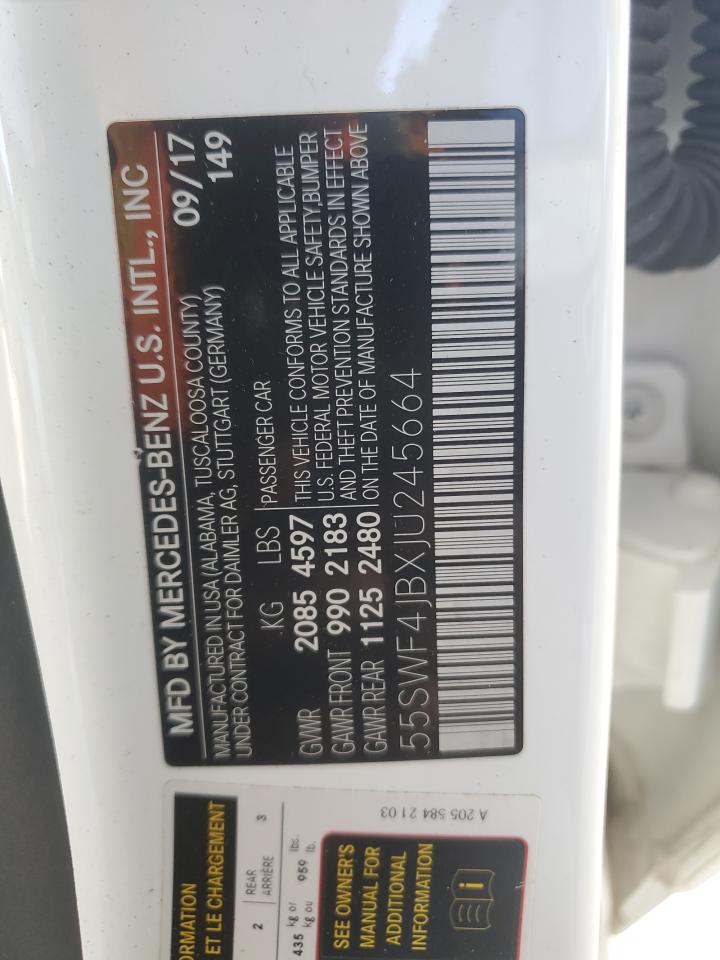 MFD BY MERCEDES-BENZ U.S. INTL., INC
MANUFACTURED IN USA (ALABAMA, TUSCALOOSA COUNTY) 09/17
UNDER CONTRACT FOR DAIMLER AG, STUTTGART (GERMANY) 149
KG LBS PASSENGER CAR
GVWR 2085 4597 THIS VEHICLE CONFORMS TO ALL APPLICABLE
U.S. FEDERAL MOTOR VEHICLE SAFETY, BUMPER
GAWR FRONT 990 2183 AND THEFT PREVENTION STANDARDS IN EFFECT
GAWR REAR 1125 2480 ON THE DATE OF MANUFACTURE SHOWN ABOVE
55SWF4JBXJU245664
ET LE CHARGEMENT
2 REAR 3
ARRIÈRE
435 kg or 959 lbs.
kg ou lb.
SEE OWNER'S
MANUAL FOR
ADDITIONAL
INFORMATION
i
A 205 584 21 03